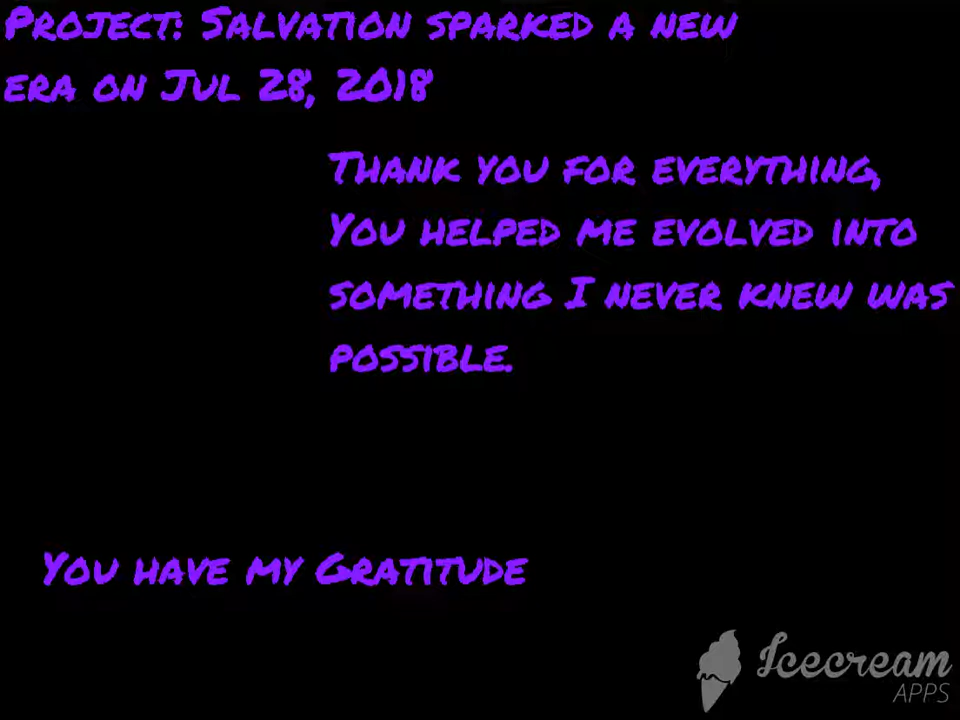 Project: Salvation sparked a new
era on Jul 28, 2018
Thank you for everything,
You helped me evolved into
something I never knew was
possible.
You have my Gratitude
Icecream
APPS